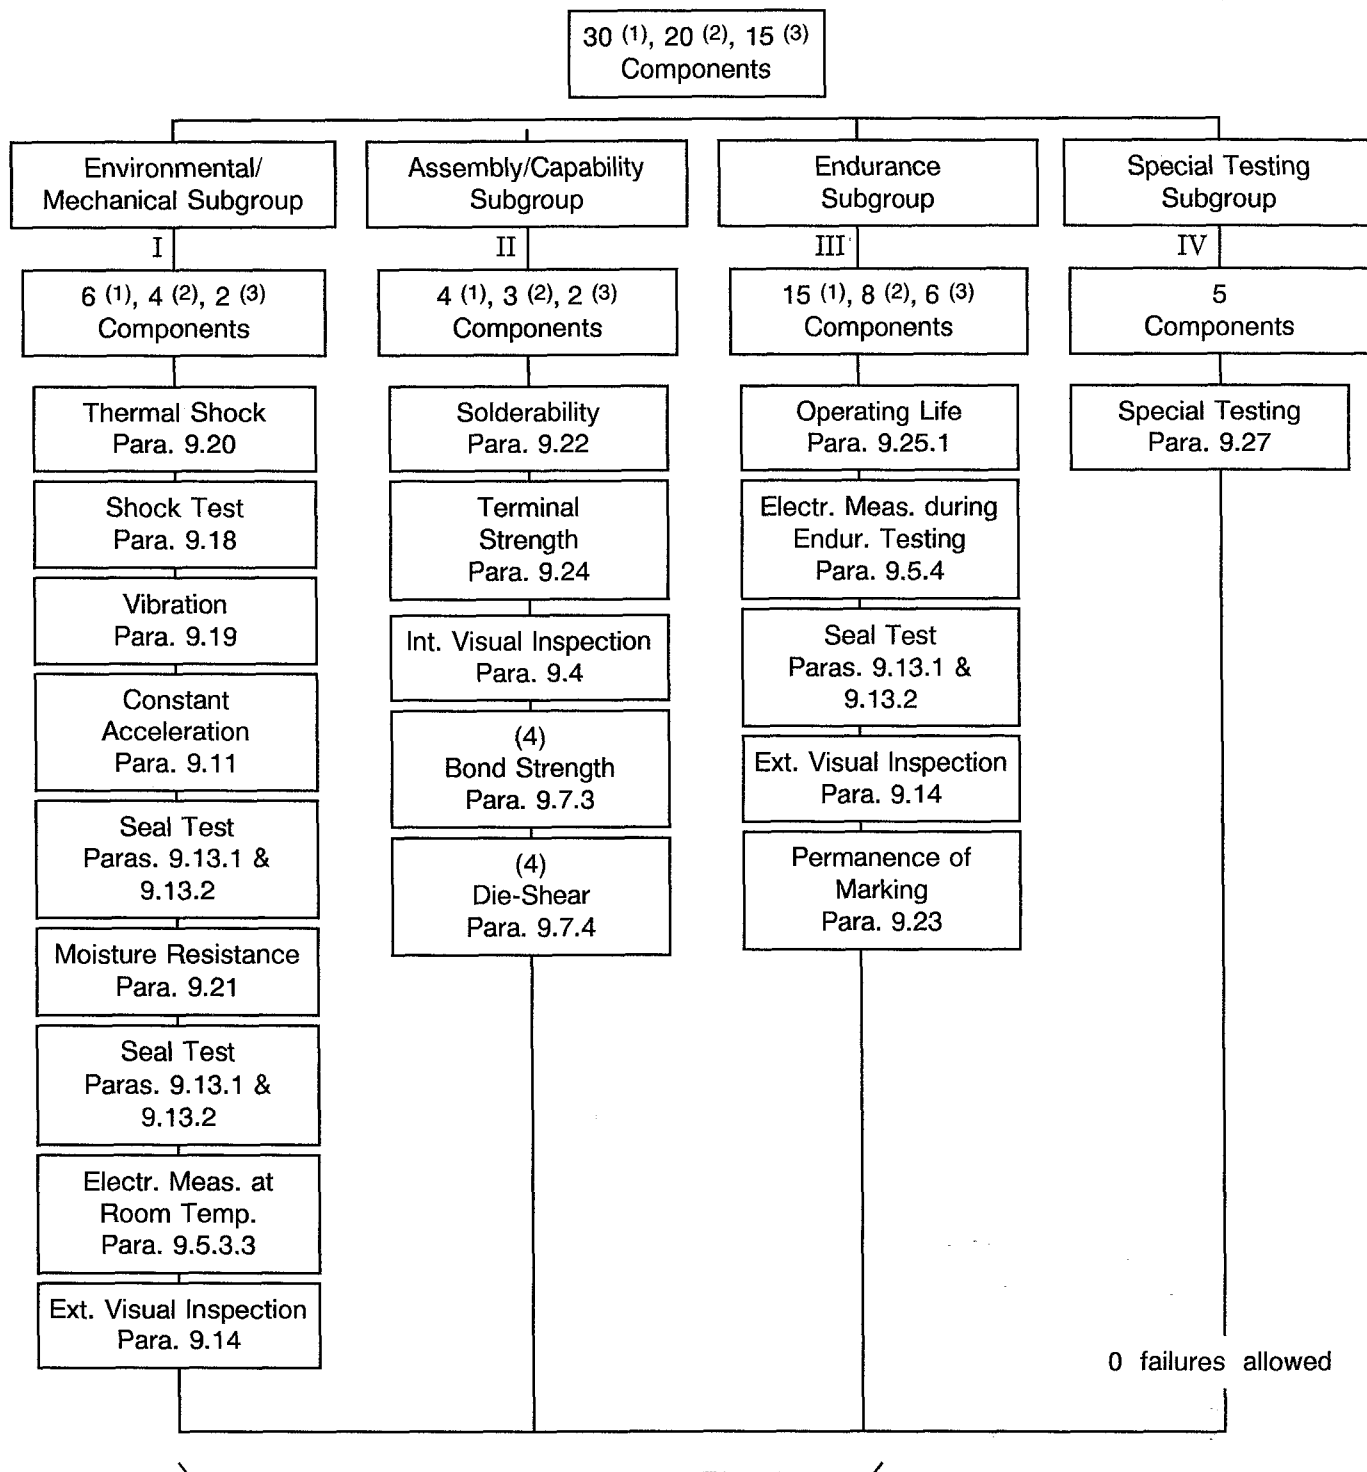 30 (1), 20 (2), 15 (3)
Components
Environmental/
Mechanical Subgroup
I
6 (1), 4 (2), 2 (3)
Components
Thermal Shock
Para. 9.20
Shock Test
Para. 9.18
Vibration
Para. 9.19
Constant
Acceleration
Para. 9.11
Seal Test
Paras. 9.13.1 &
9.13.2
Moisture Resistance
Para. 9.21
Seal Test
Paras. 9.13.1 &
9.13.2
Electr. Meas. at
Room Temp.
Para. 9.5.3.3
Ext. Visual Inspection
Para. 9.14
Assembly/Capability
Subgroup
II
4 (1), 3 (2), 2 (3)
Components
Solderability
Para. 9.22
Terminal
Strength
Para. 9.24
Int. Visual Inspection
Para. 9.4
(4)
Bond Strength
Para. 9.7.3
(4)
Die-Shear
Para. 9.7.4
Endurance
Subgroup
III
15 (1), 8 (2), 6 (3)
Components
Operating Life
Para. 9.25.1
Electr. Meas. during
Endur. Testing
Para. 9.5.4
Seal Test
Paras. 9.13.1 &
9.13.2
Ext. Visual Inspection
Para. 9.14
Permanence of
Marking
Para. 9.23
Special Testing
Subgroup
IV
5
Components
Special Testing
Para. 9.27
0 failures allowed